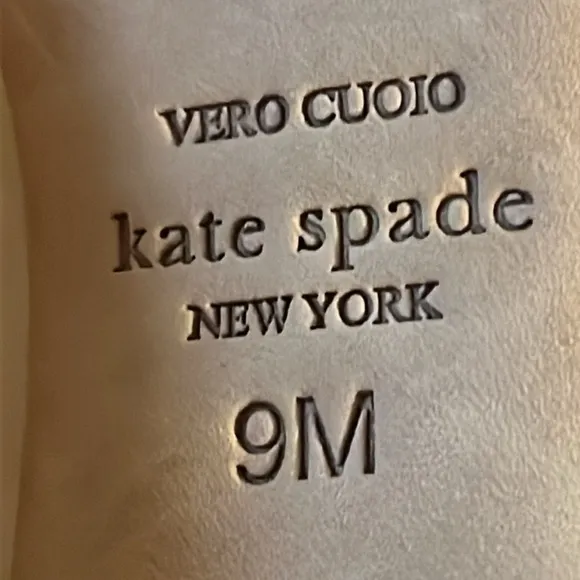 VERO CUOIO
kate spade
NEW YORK
9M